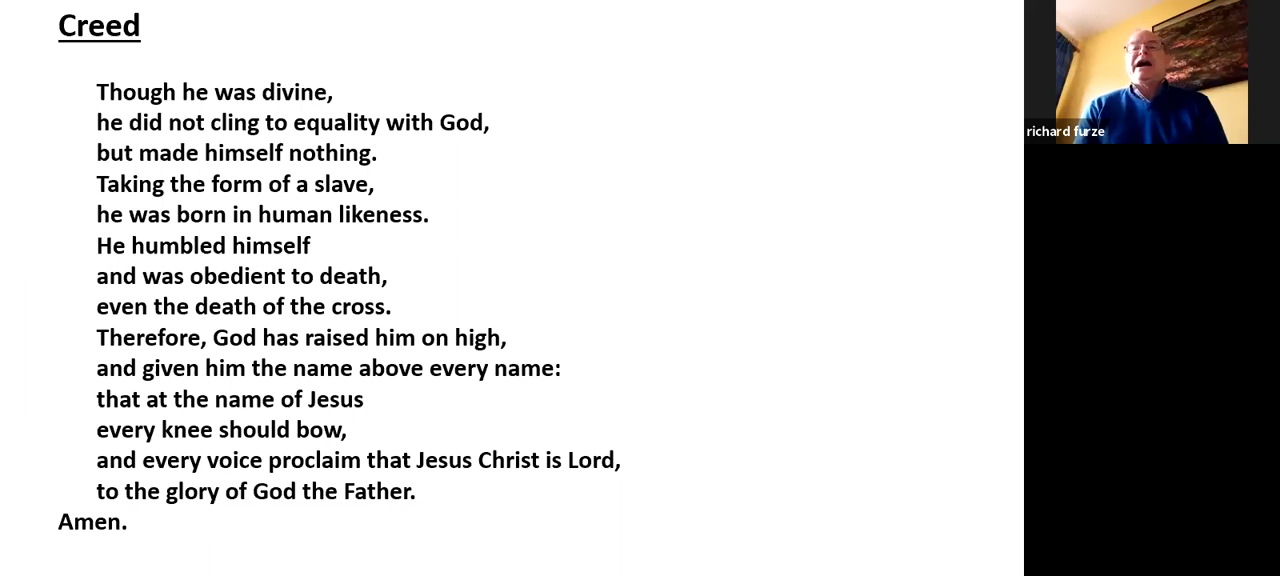 Creed
Though he was divine,
he did not cling to equality with God,
but made himself nothing.
Taking the form of a slave,
he was born in human likeness.
He humbled himself
and was obedient to death,
even the death of the cross.
Therefore, God has raised him on high,
and given him the name above every name:
that at the name of Jesus
every knee should bow,
and every voice proclaim that Jesus Christ is Lord,
to the glory of God the Father.
Amen.
richard furze